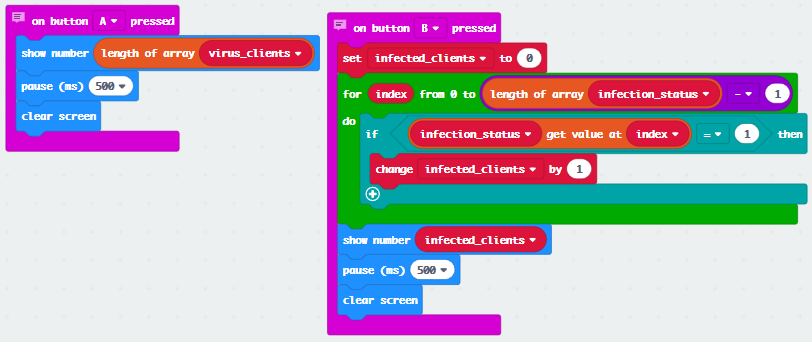 on button A pressed
show number length of array virus_clients
pause (ms) 500
clear screen
on button B pressed
set infected_clients to 0
for index from 0 to length of array infection_status - 1
do
if infection_status get value at index = 1 then
change infected_clients by 1
show number infected_clients
pause (ms) 500
clear screen